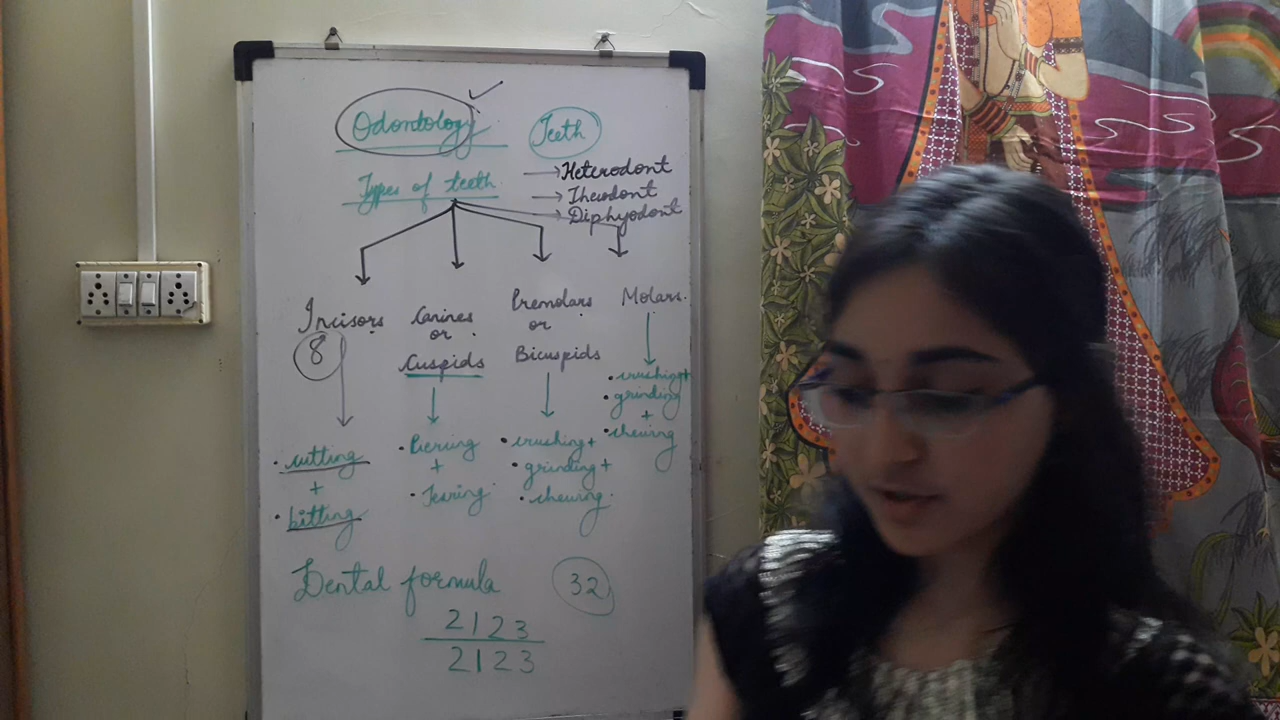 Odontology
Teeth
Types of teeth
→ Heterodont
→ Thecodont
→ Diphyodont
Incisors
8
• cutting
+
• bitting
Canines
or
Cuspids
• Piercing
+
• Tearing
Premolars
or
Bicuspids
• crushing +
• grinding +
• chewing
Molars
• crushing +
• grinding
+
• chewing
Dental formula
32
2123
2123